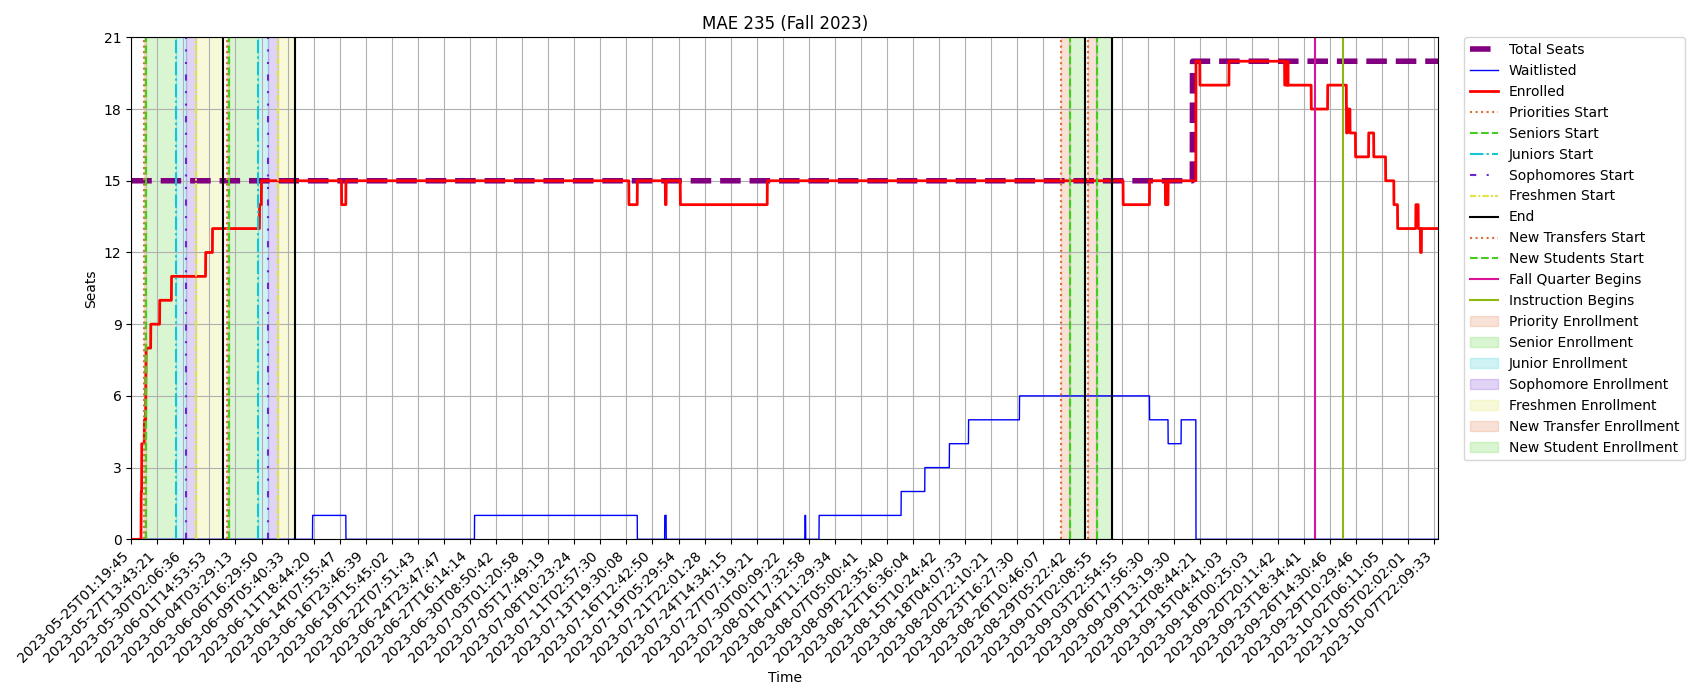 MAE 235 (Fall 2023)
21
18
15
12
9
6
3
0
Seats
2023-05-25T01:19:45
2023-05-27T13:43:21
2023-05-30T02:06:36
2023-06-01T14:53:53
2023-06-04T03:29:13
2023-06-06T16:29:50
2023-06-09T05:40:33
2023-06-11T18:44:20
2023-06-14T07:55:47
2023-06-16T23:46:39
2023-06-19T15:45:02
2023-06-22T07:51:43
2023-06-24T23:47:47
2023-06-27T16:14:14
2023-06-30T08:50:42
2023-07-03T01:20:58
2023-07-05T17:49:19
2023-07-08T10:23:24
2023-07-11T02:57:30
2023-07-13T19:30:08
2023-07-16T12:42:50
2023-07-19T05:29:54
2023-07-21T22:01:28
2023-07-24T14:34:15
2023-07-27T07:19:21
2023-07-30T00:09:22
2023-08-01T17:32:58
2023-08-04T11:29:34
2023-08-07T05:00:41
2023-08-09T22:35:40
2023-08-12T16:36:04
2023-08-15T10:24:42
2023-08-18T04:07:33
2023-08-20T22:10:21
2023-08-23T16:27:30
2023-08-26T10:46:07
2023-08-29T05:22:42
2023-09-01T02:08:55
2023-09-03T22:54:55
2023-09-06T17:56:30
2023-09-09T13:19:30
2023-09-12T08:44:21
2023-09-15T04:41:03
2023-09-18T00:25:03
2023-09-20T20:11:42
2023-09-23T18:34:41
2023-09-26T14:30:46
2023-09-29T10:29:46
2023-10-02T06:11:05
2023-10-05T02:02:01
2023-10-07T22:09:33
Time
Total Seats
Waitlisted
Enrolled
Priorities Start
Seniors Start
Juniors Start
Sophomores Start
Freshmen Start
End
New Transfers Start
New Students Start
Fall Quarter Begins
Instruction Begins
Priority Enrollment
Senior Enrollment
Junior Enrollment
Sophomore Enrollment
Freshmen Enrollment
New Transfer Enrollment
New Student Enrollment